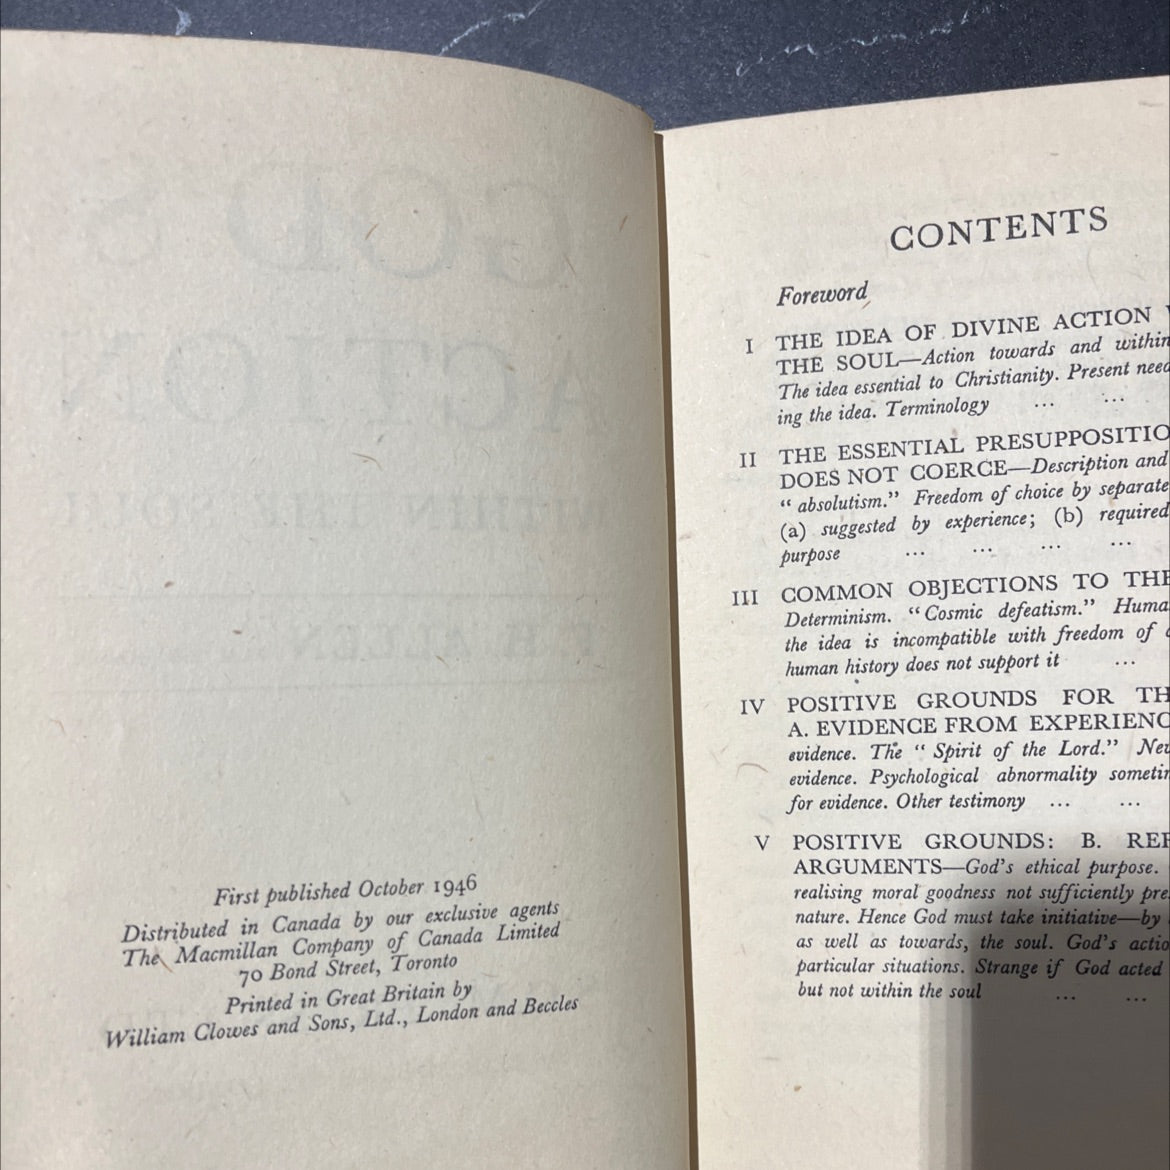 First published October 1946
Distributed in Canada by our exclusive agents
The Macmillan Company of Canada Limited
70 Bond Street, Toronto
Printed in Great Britain by
William Clowes and Sons, Ltd., London and Beccles
CONTENTS
Foreword
I THE IDEA OF DIVINE ACTION
THE SOUL—Action towards and within
The idea essential to Christianity. Present need
ing the idea. Terminology ... ...
II THE ESSENTIAL PRESUPPOSITIO
DOES NOT COERCE—Description and
“ absolutism.” Freedom of choice by separate
(a) suggested by experience; (b) required
purpose ... ... ... ...
III COMMON OBJECTIONS TO THE
Determinism. “Cosmic defeatism.” Huma
the idea is incompatible with freedom of
human history does not support it ...
IV POSITIVE GROUNDS FOR TH
A. EVIDENCE FROM EXPERIENC
evidence. The “ Spirit of the Lord.” New
evidence. Psychological abnormality sometim
for evidence. Other testimony ... ...
V POSITIVE GROUNDS: B. REF
ARGUMENTS—God’s ethical purpose.
realising moral goodness not sufficiently pre
nature. Hence God must take initiative—by
as well as towards, the soul. God’s actio
particular situations. Strange if God acted
but not within the soul ... ...